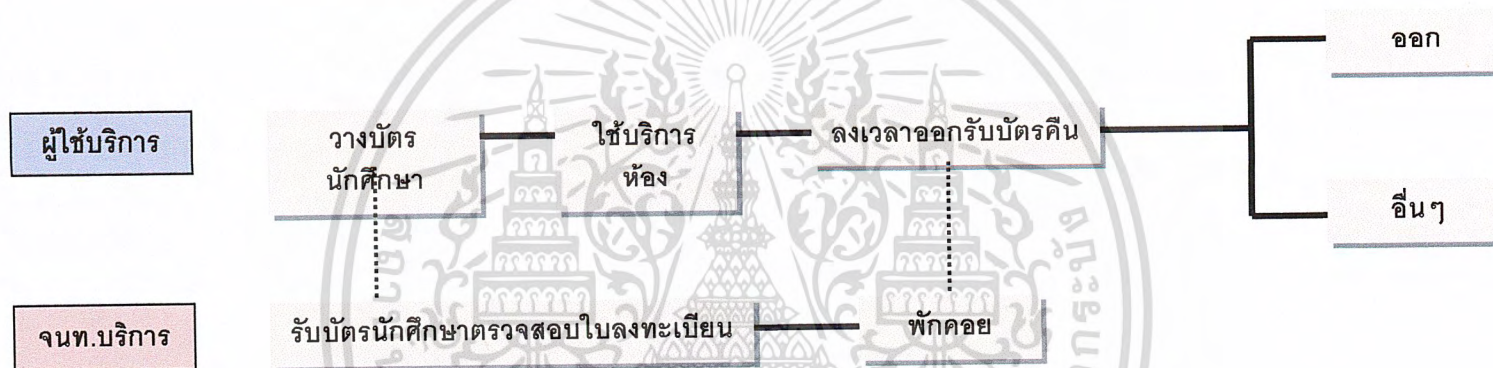 ออก
ผู้ใช้บริการ
วางบัตร
นักศึกษา
ใช้บริการ
ห้อง
ลงเวลาออกรับบัตรคืน
อื่นๆ
จนท.บริการ
รับบัตรนักศึกษาตรวจสอบใบลงทะเบียน
พักคอย